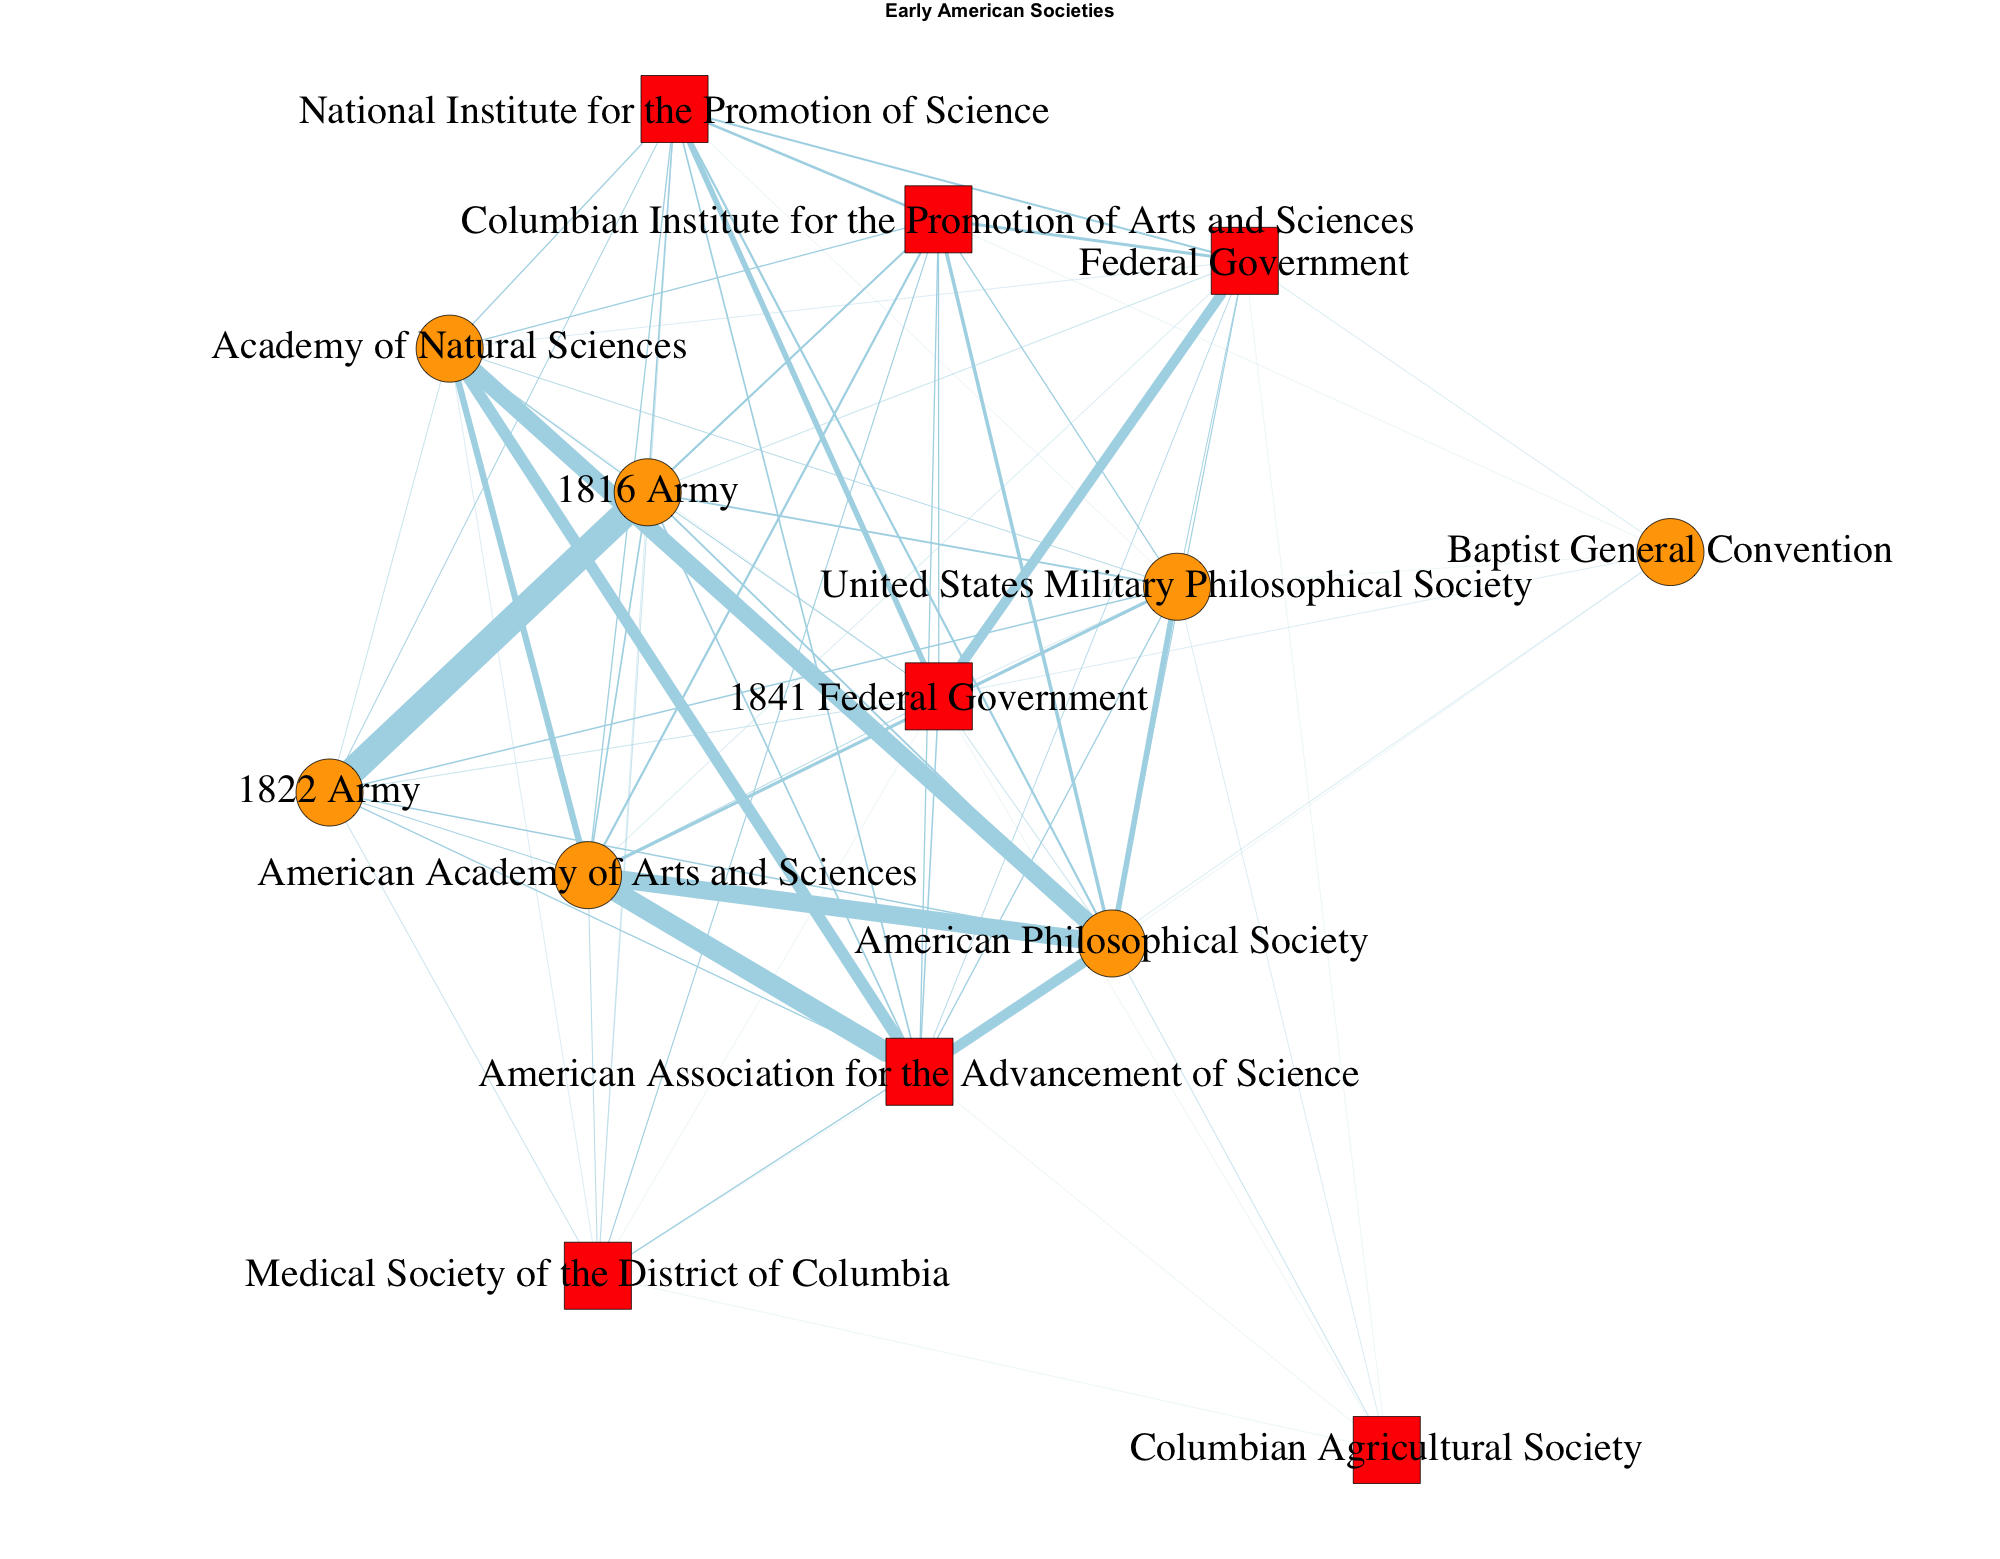 Early American Societies
National Institute for the Promotion of Science
Columbian Institute for the Promotion of Arts and Sciences
Federal Government
Academy of Natural Sciences
1816 Army
Baptist General Convention
United States Military Philosophical Society
1841 Federal Government
1822 Army
American Academy of Arts and Sciences
American Philosophical Society
American Association for the Advancement of Science
Medical Society of the District of Columbia
Columbian Agricultural Society